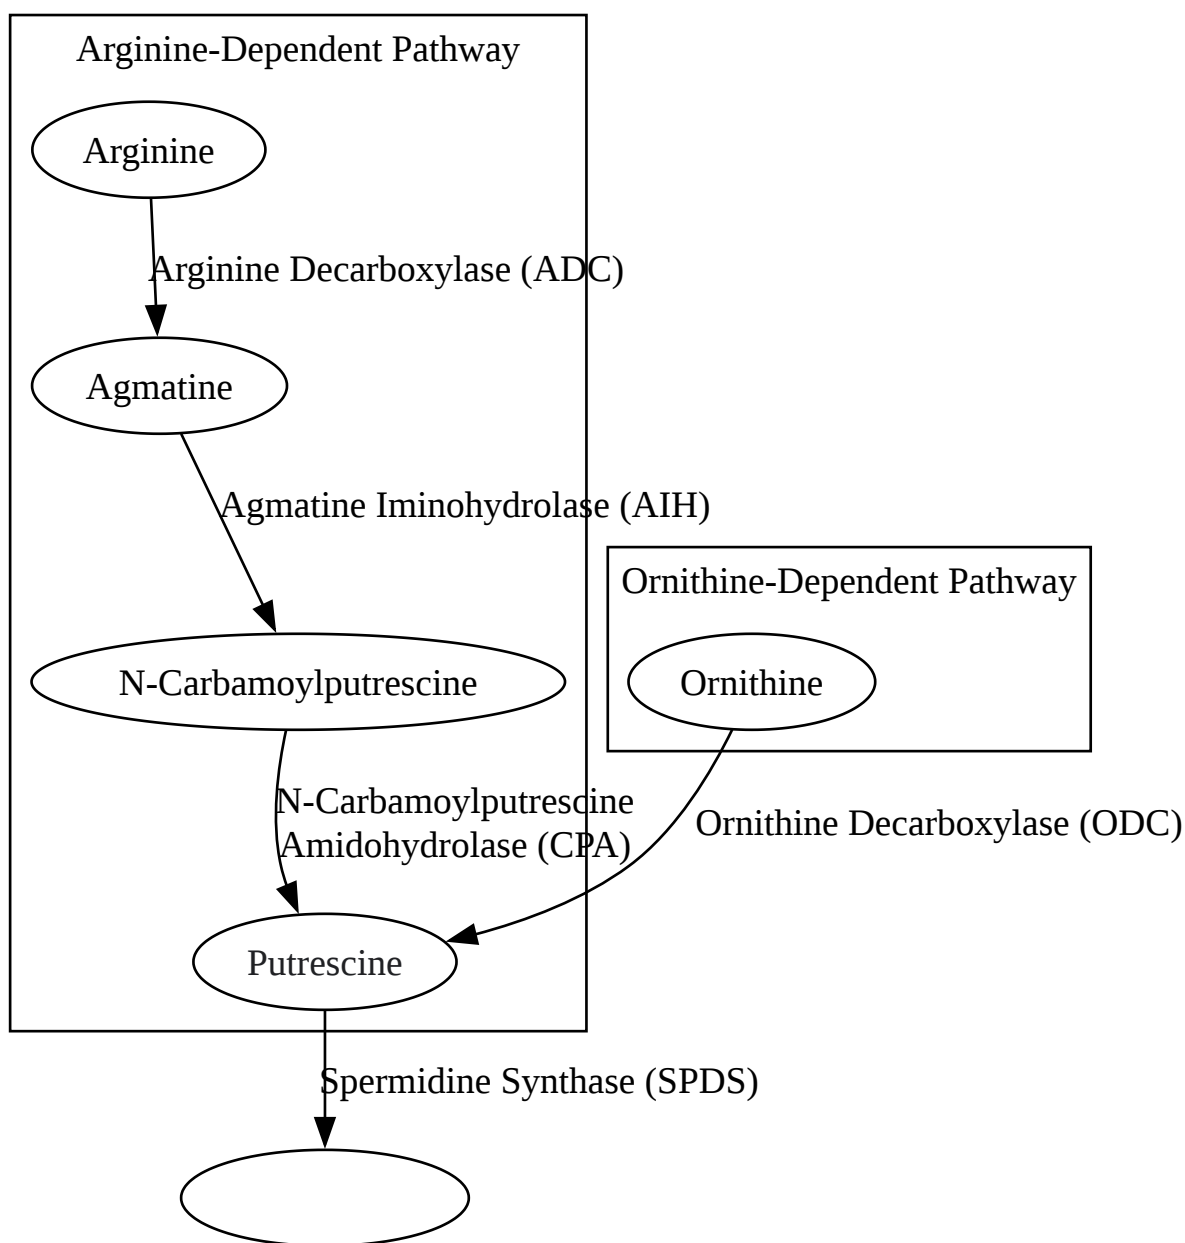 Arginine-Dependent Pathway
Arginine
Arginine Decarboxylase (ADC)
Agmatine
Agmatine Iminohydrolase (AIH)
Ornithine-Dependent Pathway
N-Carbamoylputrescine
Ornithine
N-Carbamoylputrescine
Amidohydrolase (CPA)
Ornithine Decarboxylase (ODC)
Putrescine
Spermidine Synthase (SPDS)